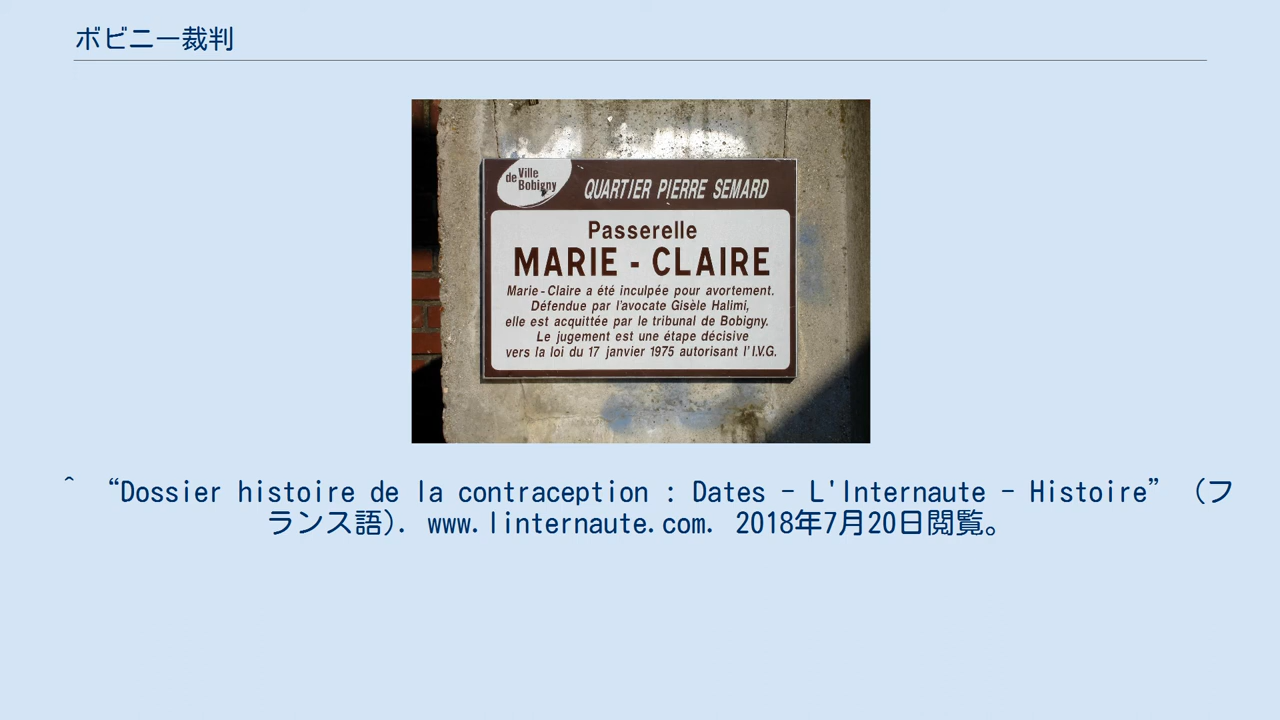 ボビニー裁判
de Ville
Bobigny
QUARTIER PIERRE SEMARD
Passerelle
MARIE - CLAIRE
Marie-Claire a été inculpée pour avortement.
Défendue par l'avocate Gisèle Halimi,
elle est acquittée par le tribunal de Bobigny.
Le jugement est une étape décisive
vers la loi du 17 janvier 1975 autorisant l'I.V.G.
^ “Dossier histoire de la contraception : Dates - L'Internaute - Histoire” (フ
ランス語). www.linternaute.com. 2018年7月20日閲覧。